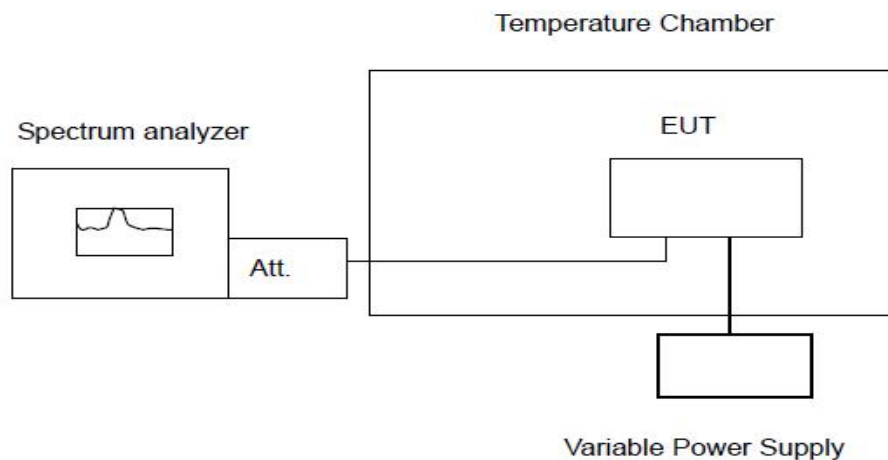 Temperature Chamber
Spectrum analyzer
EUT
Att.
Variable Power Supply